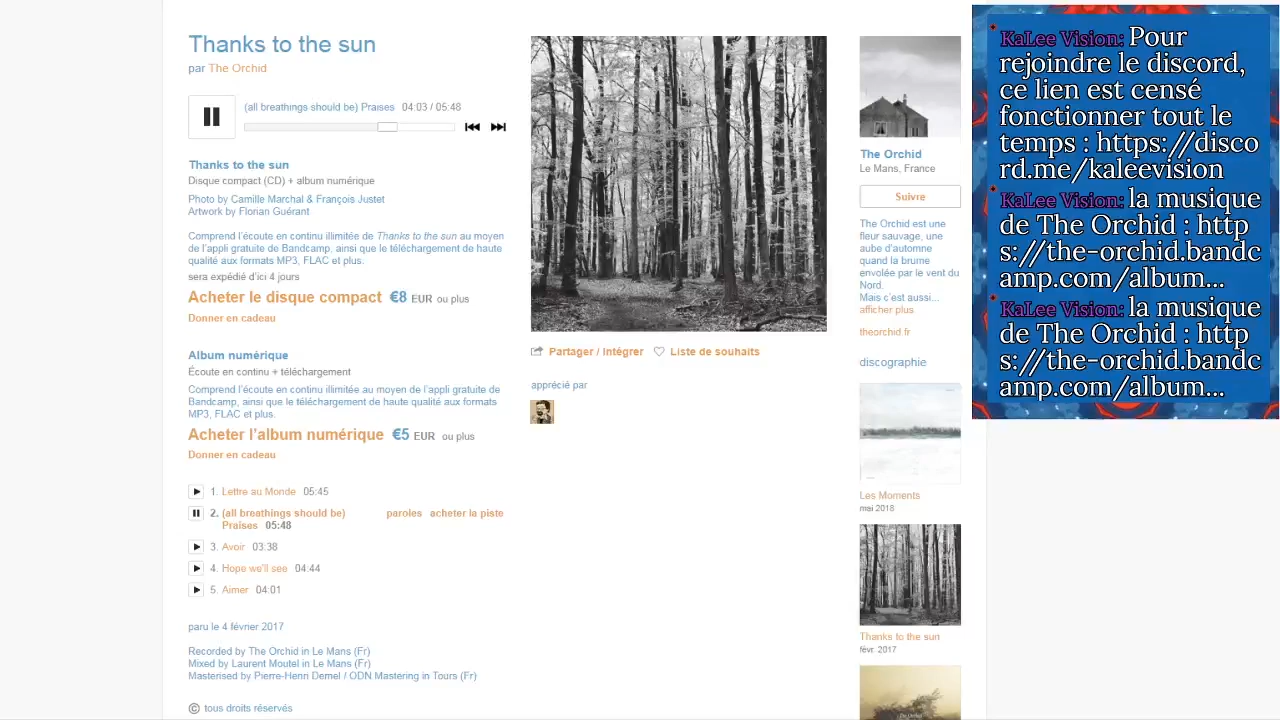 Thanks to the sun
par The Orchid
(all breathings should be) Praises 04:03 / 05:48
Thanks to the sun
Disque compact (CD) + album numérique
Photo by Camille Marchal & François Justet
Artwork by Florian Guérant
Comprend l'écoute en continu illimitée de Thanks to the sun au moyen
de l'appli gratuite de Bandcamp, ainsi que le téléchargement de haute
qualité aux formats MP3, FLAC et plus.
sera expédié d'ici 4 jours
Acheter le disque compact €8 EUR ou plus
Donner en cadeau
Album numérique
Écoute en continu + téléchargement
Comprend l'écoute en continu illimitée au moyen de l'appli gratuite de
Bandcamp, ainsi que le téléchargement de haute qualité aux formats
MP3, FLAC et plus.
Acheter l'album numérique €5 EUR ou plus
Donner en cadeau
1. Lettre au Monde 05:45
2. (all breathings should be) paroles acheter la piste
Praises 05:48
3. Avoir 03:38
4. Hope we'll see 04:44
5. Aimer 04:01
paru le 4 février 2017
Recorded by The Orchid in Le Mans (Fr)
Mixed by Laurent Moutel in Le Mans (Fr)
Masterised by Pierre-Henri Demel / ODN Mastering in Tours (Fr)
© tous droits réservés
Partager / Intégrer Liste de souhaits
apprécié par
The Orchid
Le Mans, France
Suivre
The Orchid est une
fleur sauvage, une
aube d'automne
quand la brume
envolée par le vent du
Nord.
Mais c'est aussi...
afficher plus
theorchid.fr
discographie
Les Moments
mai 2018
Thanks to the sun
févr. 2017
The Orchid
KaLee Vision: Pour
rejoindre le discord,
ce lien est censé
fonctionner tout le
temps : https://disco
rd.me/kaleevision
KaLee Vision: la musique
de The Orchid : http
s://the-orchid.bandc
amp.com/album...
KaLee Vision: la musique
de The Orchid : http
s://the-orchid.bandc
amp.com/album...